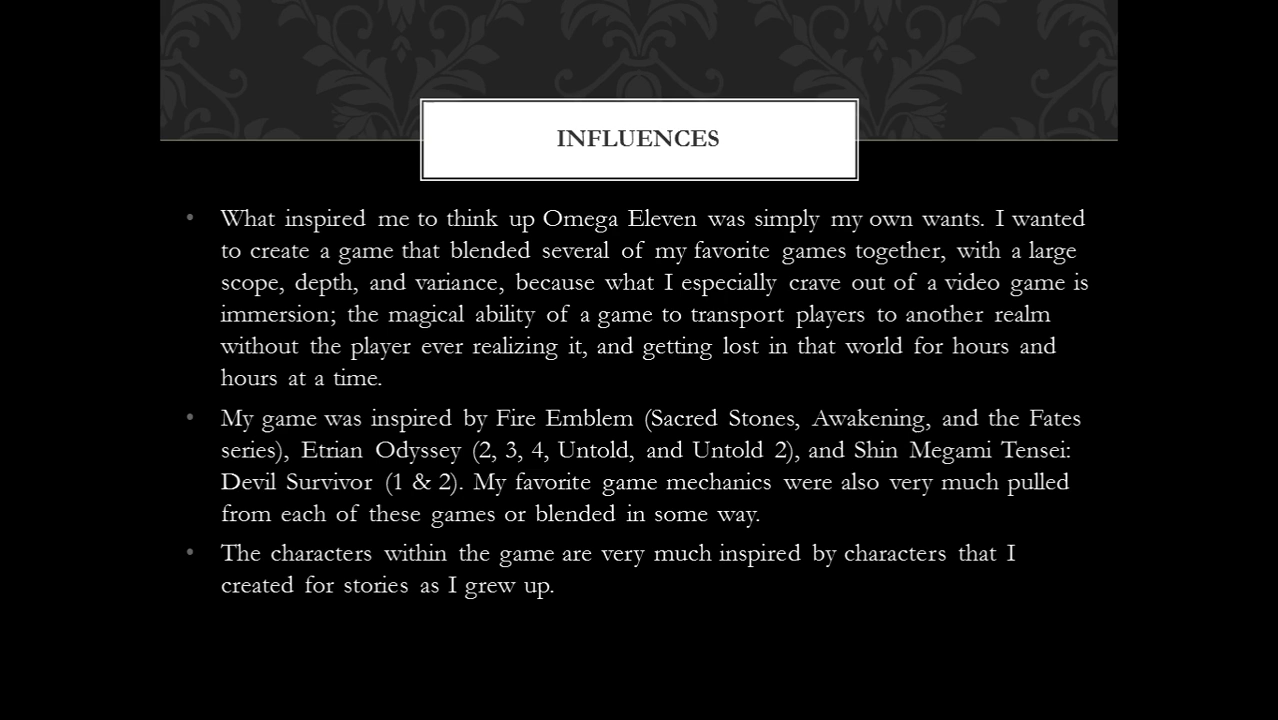 INFLUENCES
• What inspired me to think up Omega Eleven was simply my own wants. I wanted
to create a game that blended several of my favorite games together, with a large
scope, depth, and variance, because what I especially crave out of a video game is
immersion; the magical ability of a game to transport players to another realm
without the player ever realizing it, and getting lost in that world for hours and
hours at a time.
• My game was inspired by Fire Emblem (Sacred Stones, Awakening, and the Fates
series), Etrian Odyssey (2, 3, 4, Untold, and Untold 2), and Shin Megami Tensei:
Devil Survivor (1 & 2). My favorite game mechanics were also very much pulled
from each of these games or blended in some way.
• The characters within the game are very much inspired by characters that I
created for stories as I grew up.